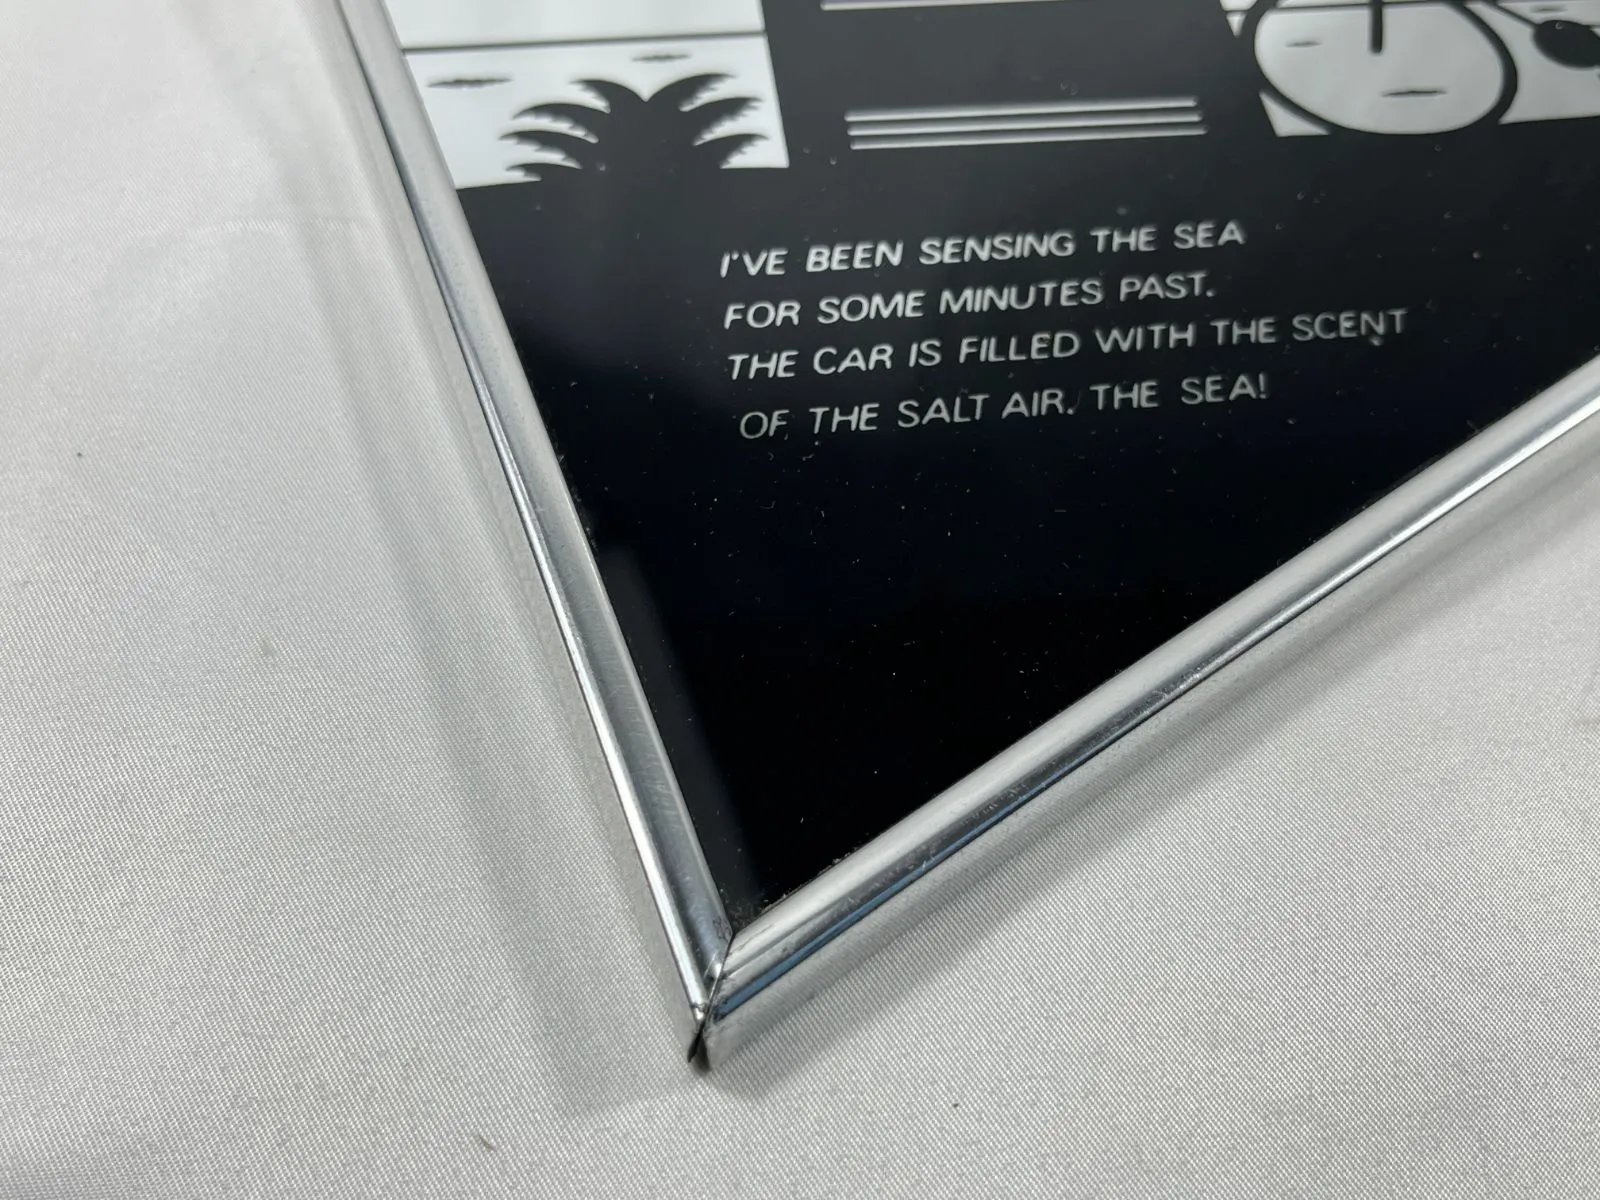 I'VE BEEN SENSING THE SEA
FOR SOME MINUTES PAST.
THE CAR IS FILLED WITH THE SCENT
OF THE SALT AIR. THE SEA!